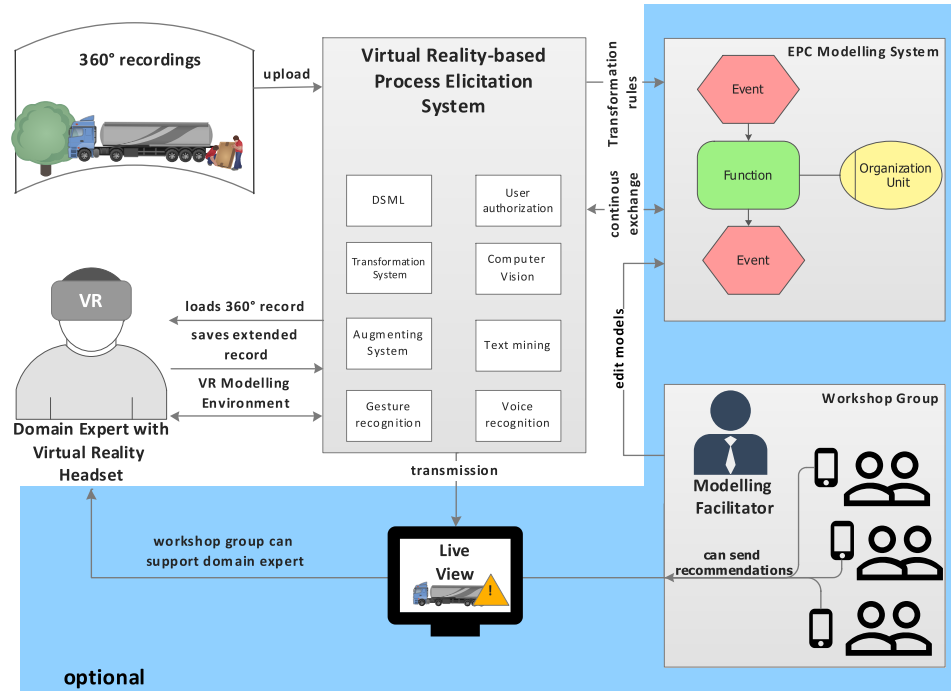 360° recordings
upload
Virtual Reality-based
Process Elicitation
System
DSML
User
authorization
Transformation
System
Computer
Vision
Augmenting
System
Text mining
Gesture
recognition
Voice
recognition
Transformation
rules
continous
exchange
edit models
EPC Modelling System
Event
Function
Organization
Unit
Event
VR
loads 360° record
saves extended
record
VR Modelling
Environment
Domain Expert with
Virtual Reality
Headset
transmission
Workshop Group
Modelling
Facilitator
can send
recommendations
Live
View
!
workshop group can
support domain expert
optional